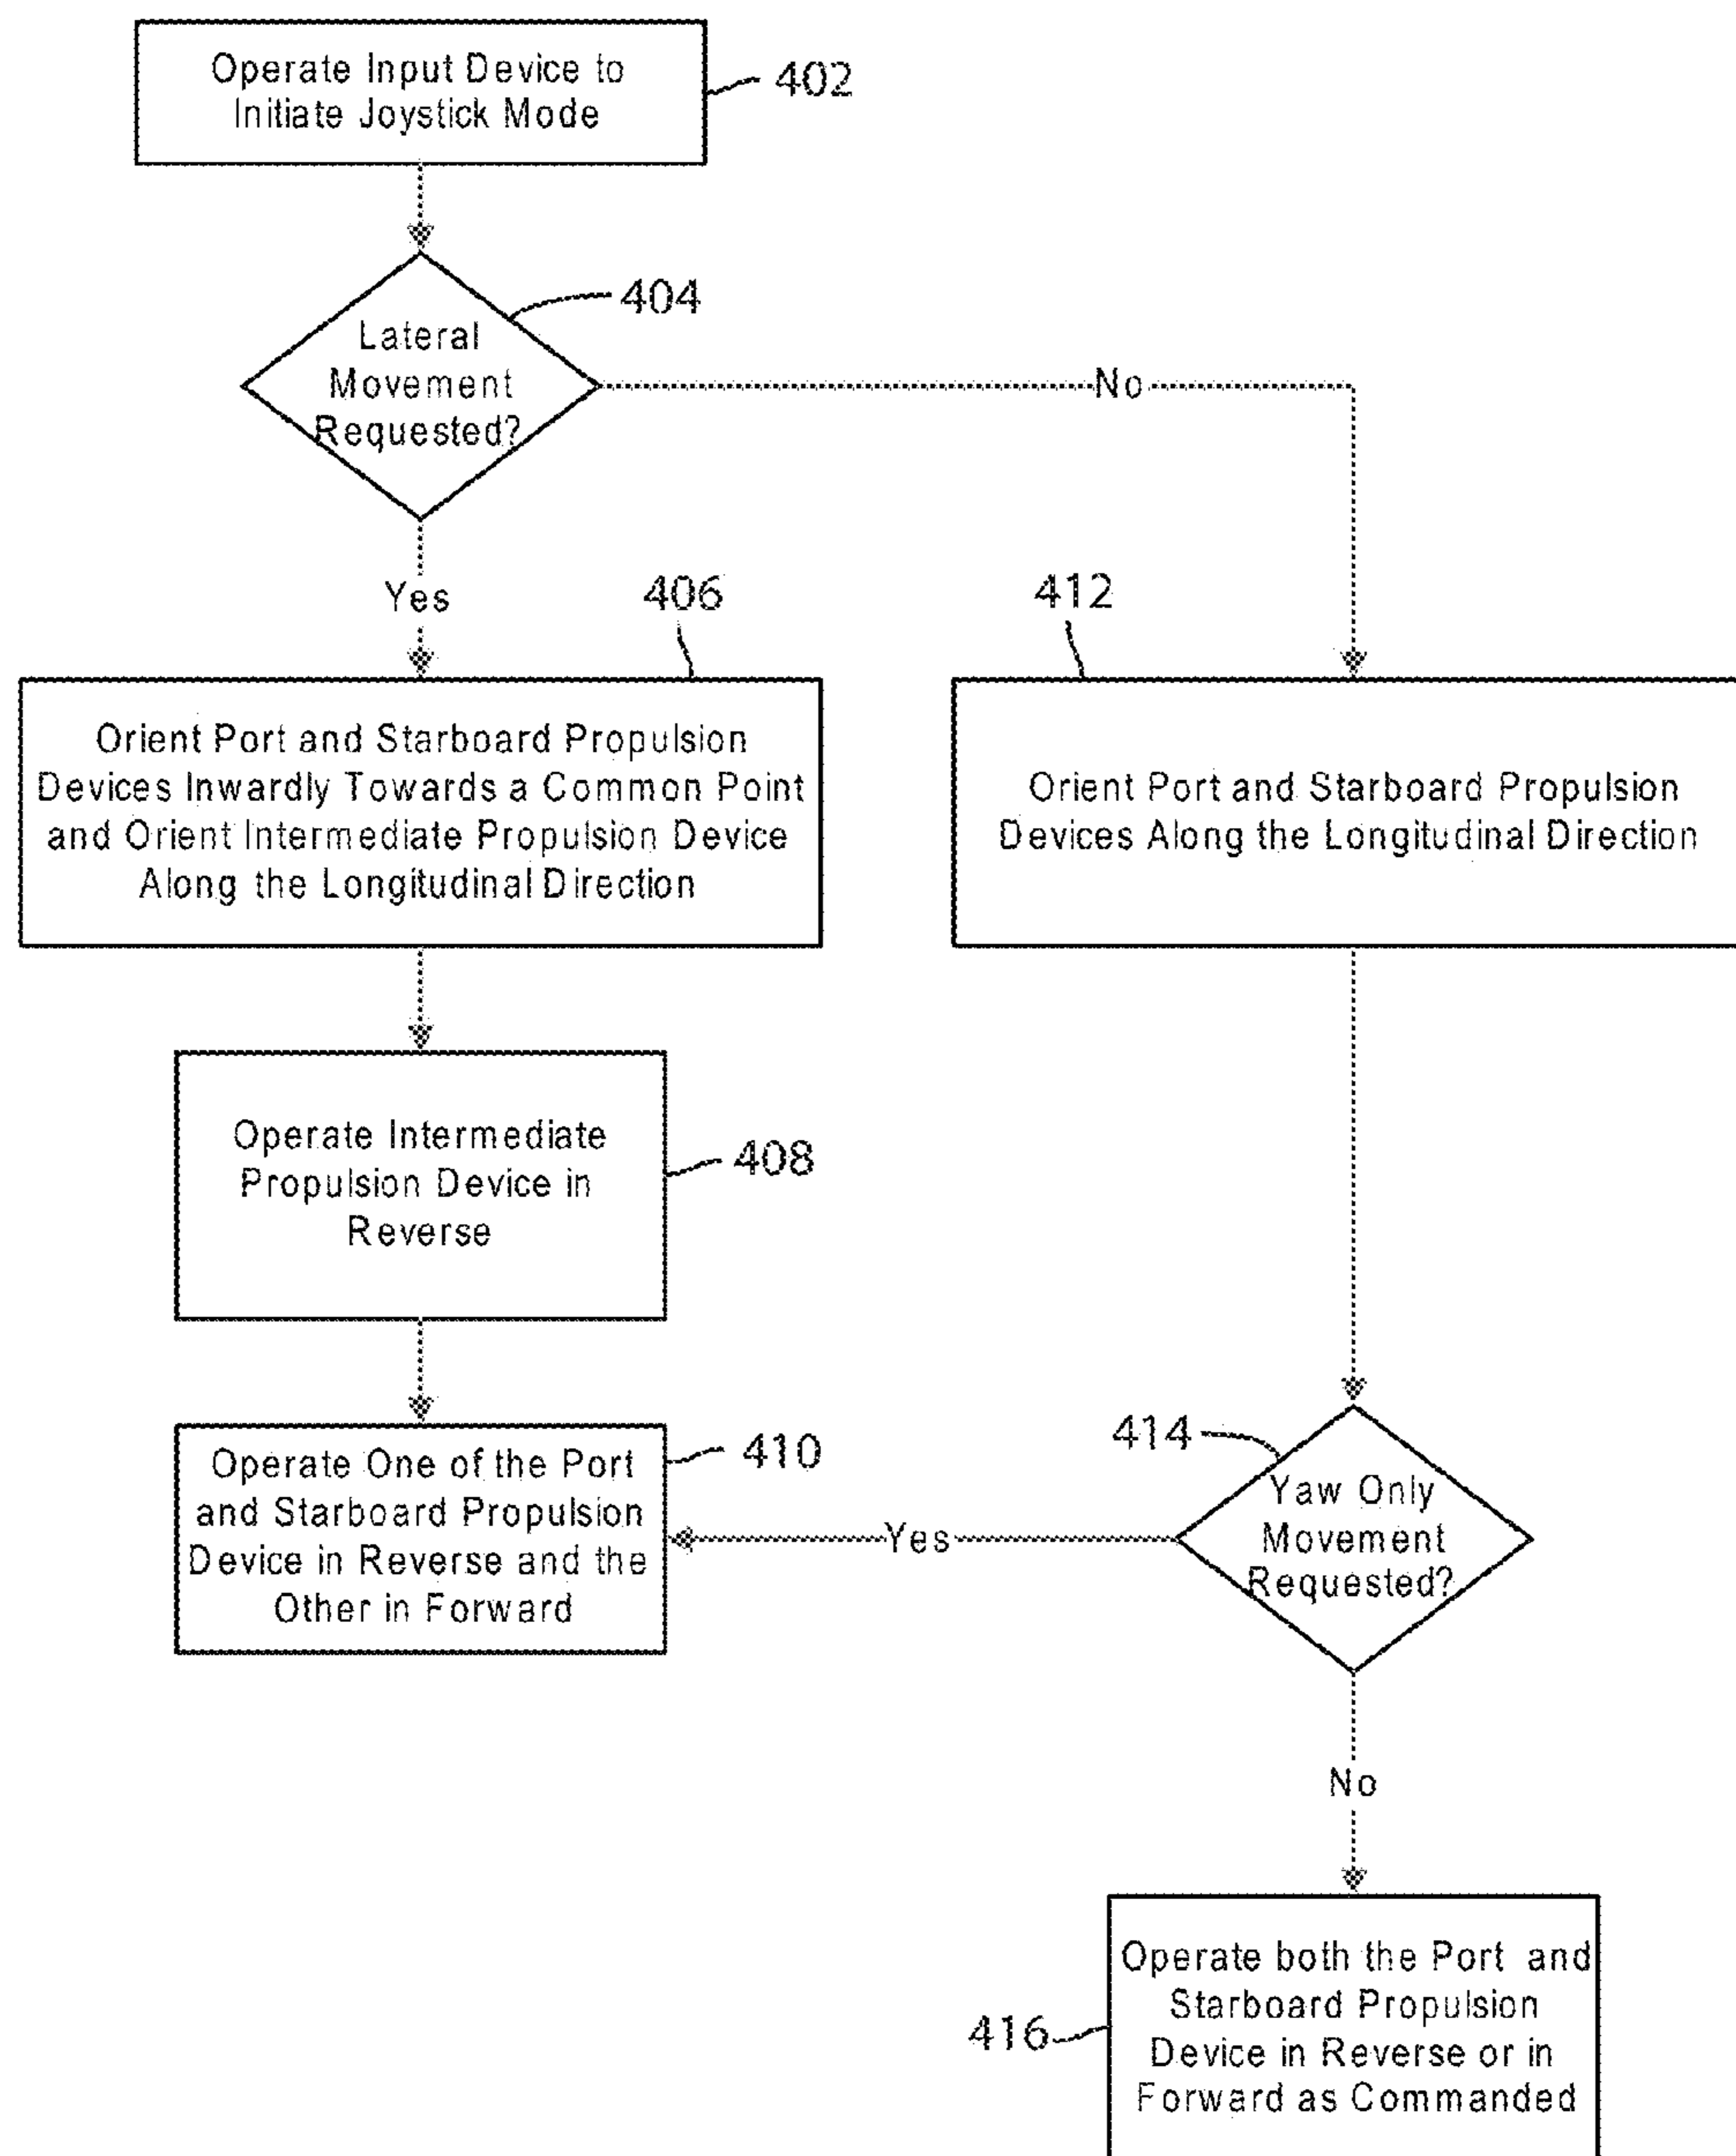 Operate Input Device to
Initiate Joystick Mode
402
404
Lateral
Movement
Requested?
No
Yes
406
412
Orient Port and Starboard Propulsion
Devices Inwardly Towards a Common Point
and Orient Intermediate Propulsion Device
Along the Longitudinal Direction
Orient Port and Starboard Propulsion
Devices Along the Longitudinal Direction
Operate Intermediate
Propulsion Device in
Reverse
408
Operate One of the Port
and Starboard Propulsion
Device in Reverse and the
Other in Forward
410
Yes
414
Yaw Only
Movement
Requested?
No
Operate both the Port and
Starboard Propulsion
Device in Reverse or in
Forward as Commanded
416